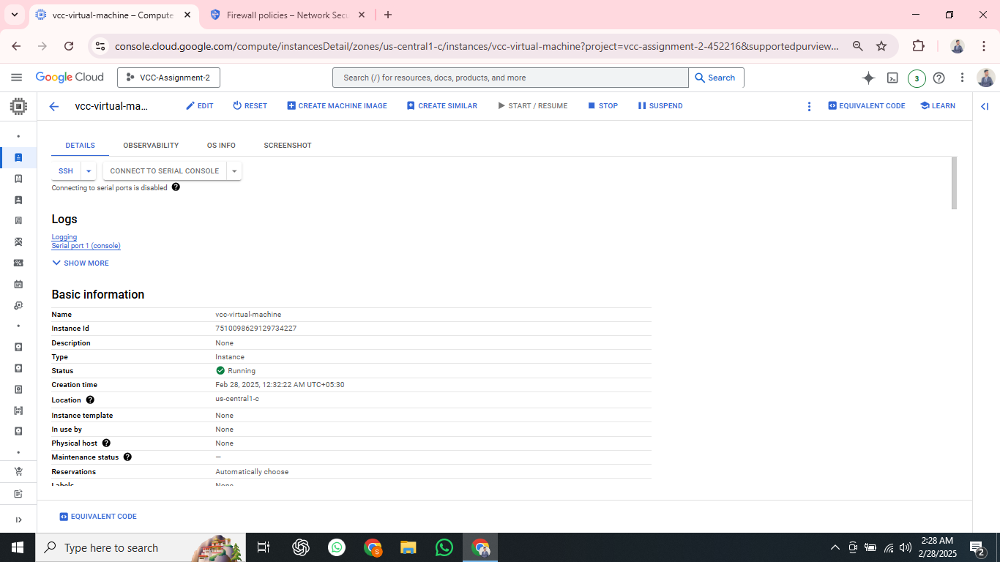 vcc-virtual-machine – Compute
Firewall policies – Network Secu
console.cloud.google.com/compute/instancesDetail/zones/us-central1-c/instances/vcc-virtual-machine?project=vcc-assignment-2-452216&supportedpurview...
Google Cloud
VCC-Assignment-2
Search (/) for resources, docs, products, and more
Search
3
vcc-virtual-ma...
EDIT
RESET
CREATE MACHINE IMAGE
CREATE SIMILAR
START / RESUME
STOP
SUSPEND
EQUIVALENT CODE
LEARN
DETAILS
OBSERVABILITY
OS INFO
SCREENSHOT
SSH
CONNECT TO SERIAL CONSOLE
Connecting to serial ports is disabled
Logs
Logging
Serial port 1 (console)
SHOW MORE
Basic information
Name vcc-virtual-machine
Instance Id 7510098629129734227
Description None
Type Instance
Status Running
Creation time Feb 28, 2025, 12:32:22 AM UTC+05:30
Location us-central1-c
Instance template None
In use by None
Physical host None
Maintenance status —
Reservations Automatically choose
Labels None
EQUIVALENT CODE
Type here to search
S
2:28 AM
2/28/2025
2